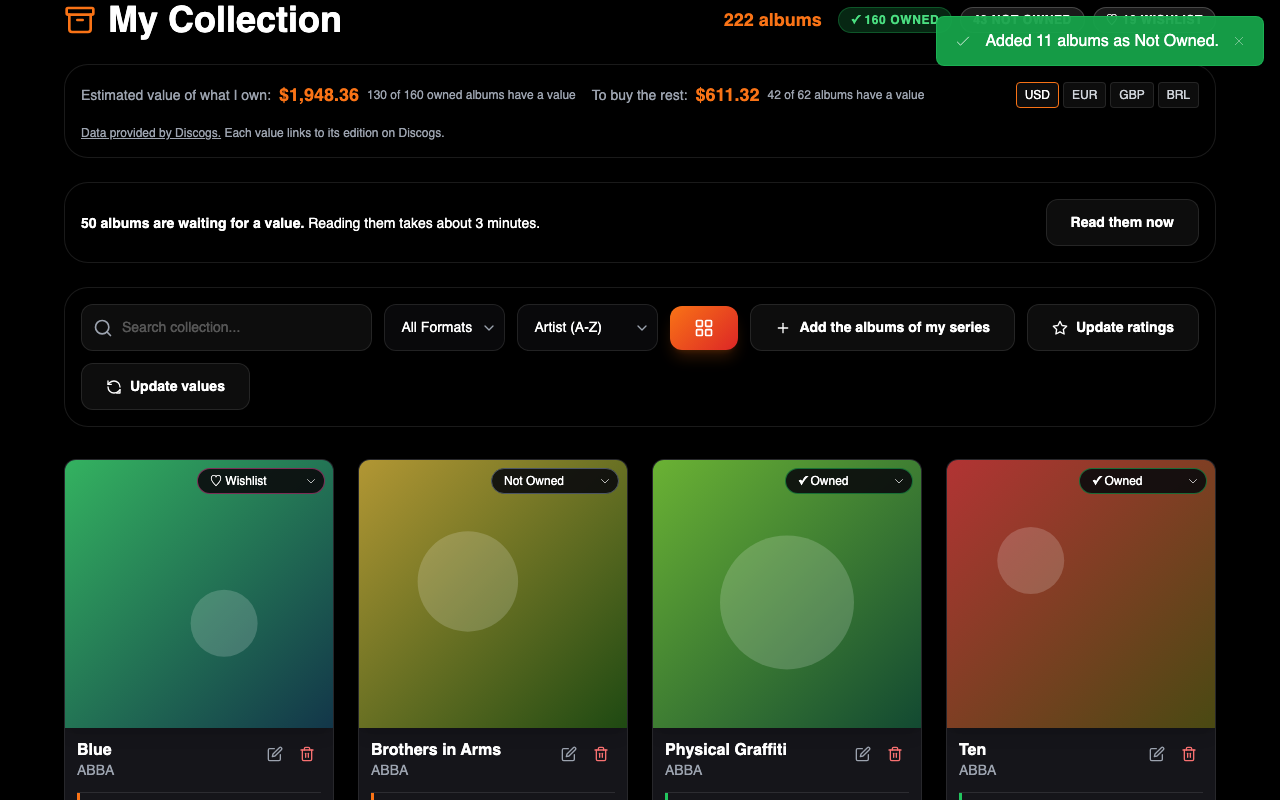 My Collection
222 albums
✓ 160 OWNED
Added 11 albums as Not Owned.
Estimated value of what I own: $1,948.36 130 of 160 owned albums have a value To buy the rest: $611.32 42 of 62 albums have a value
USD EUR GBP BRL
Data provided by Discogs. Each value links to its edition on Discogs.
50 albums are waiting for a value. Reading them takes about 3 minutes.
Read them now
Search collection...
All Formats
Artist (A-Z)
Add the albums of my series
Update ratings
Update values
♡ Wishlist
Not Owned
✓ Owned
✓ Owned
Blue
ABBA
Brothers in Arms
ABBA
Physical Graffiti
ABBA
Ten
ABBA